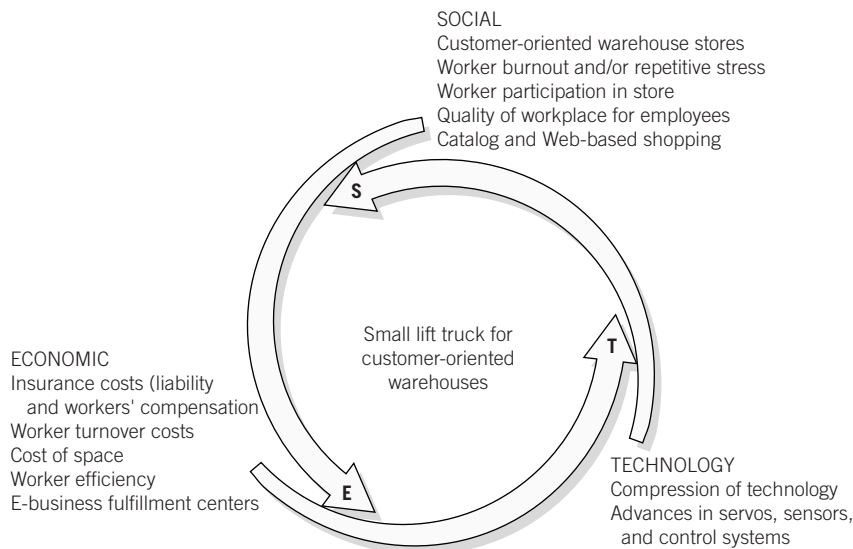 SOCIAL
Customer-oriented warehouse stores
Worker burnout and/or repetitive stress
Worker participation in store
Quality of workplace for employees
Catalog and Web-based shopping
S
Small lift truck for
customer-oriented
warehouses
T
ECONOMIC
Insurance costs (liability
and workers' compensation
Worker turnover costs
Cost of space
Worker efficiency
E-business fulfillment centers
E
TECHNOLOGY
Compression of technology
Advances in servos, sensors,
and control systems